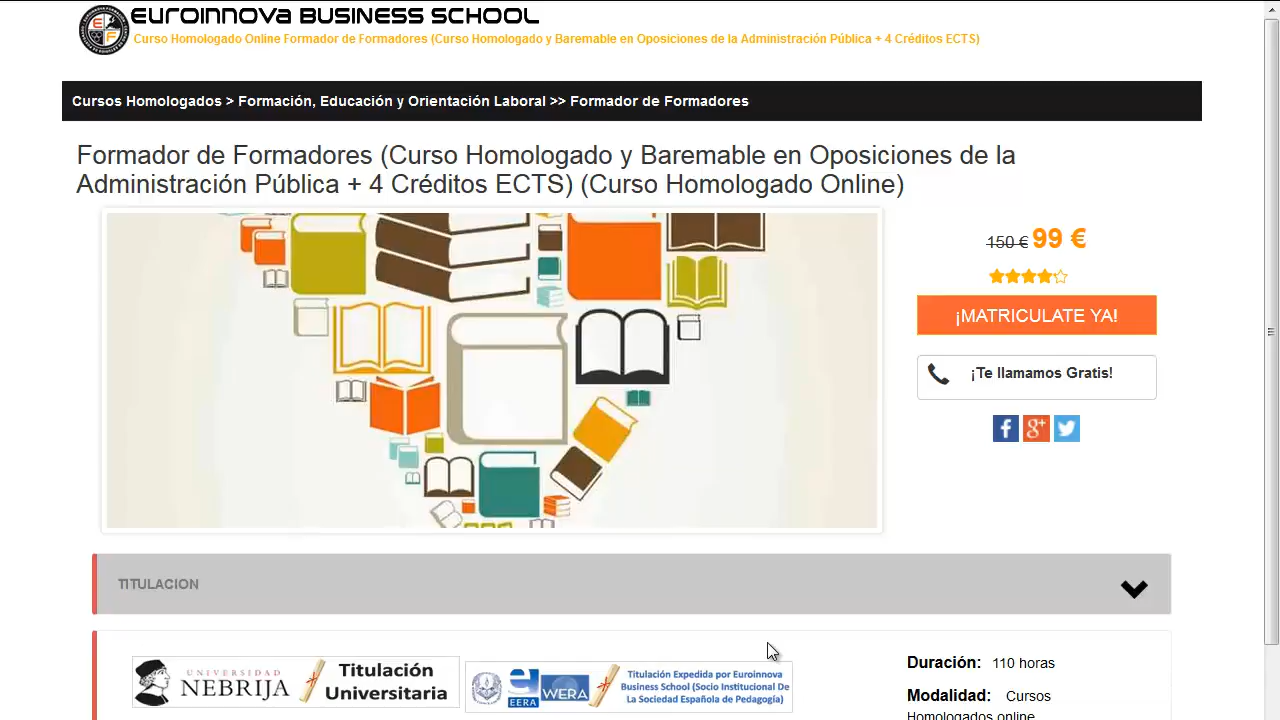 EUROINNOVA BUSINESS SCHOOL
Curso Homologado Online Formador de Formadores (Curso Homologado y Baremable en Oposiciones de la Administración Pública + 4 Créditos ECTS)
Cursos Homologados > Formación, Educación y Orientación Laboral >> Formador de Formadores
Formador de Formadores (Curso Homologado y Baremable en Oposiciones de la
Administración Pública + 4 Créditos ECTS) (Curso Homologado Online)
150 € 99 €
¡MATRICULATE YA!
¡Te llamamos Gratis!
TITULACION
UNIVERSIDAD
NEBRIJA
Titulación
Universitaria
EERA
WERA
Titulación Expedida por Euroinnova
Business School (Socio Institucional De
La Sociedad Española de Pedagogía)
Duración: 110 horas
Modalidad: Cursos
Homologados online